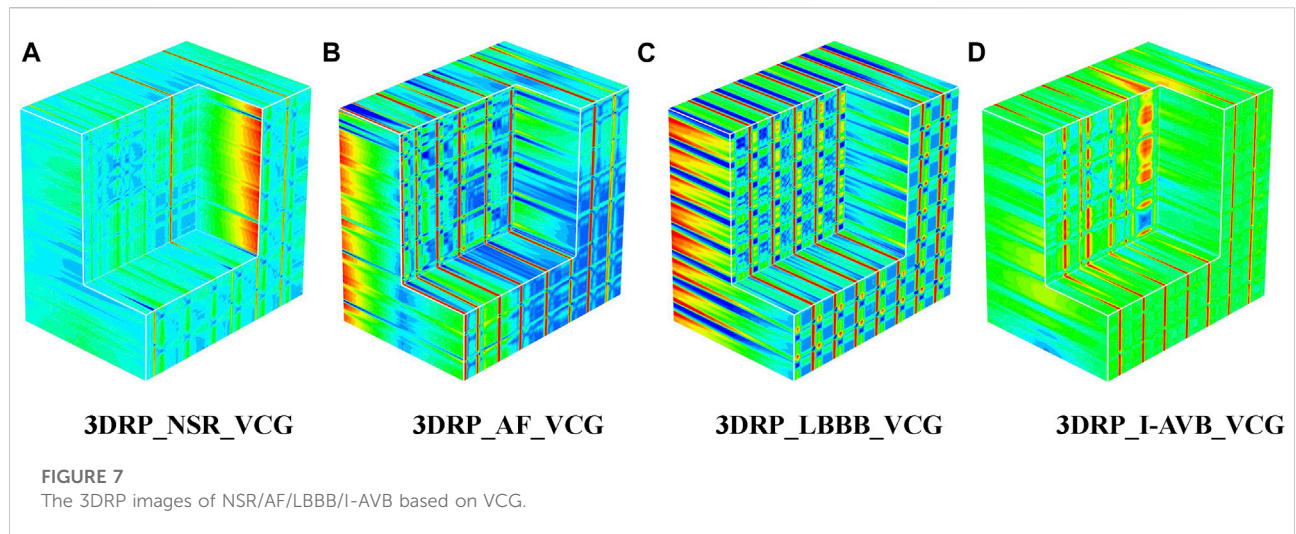 A
B
C
D
3DRP_NSR_VCG
3DRP_AF_VCG
3DRP_LBBB_VCG
3DRP_I-AVB_VCG
FIGURE 7
The 3DRP images of NSR/AF/LBBB/I-AVB based on VCG.